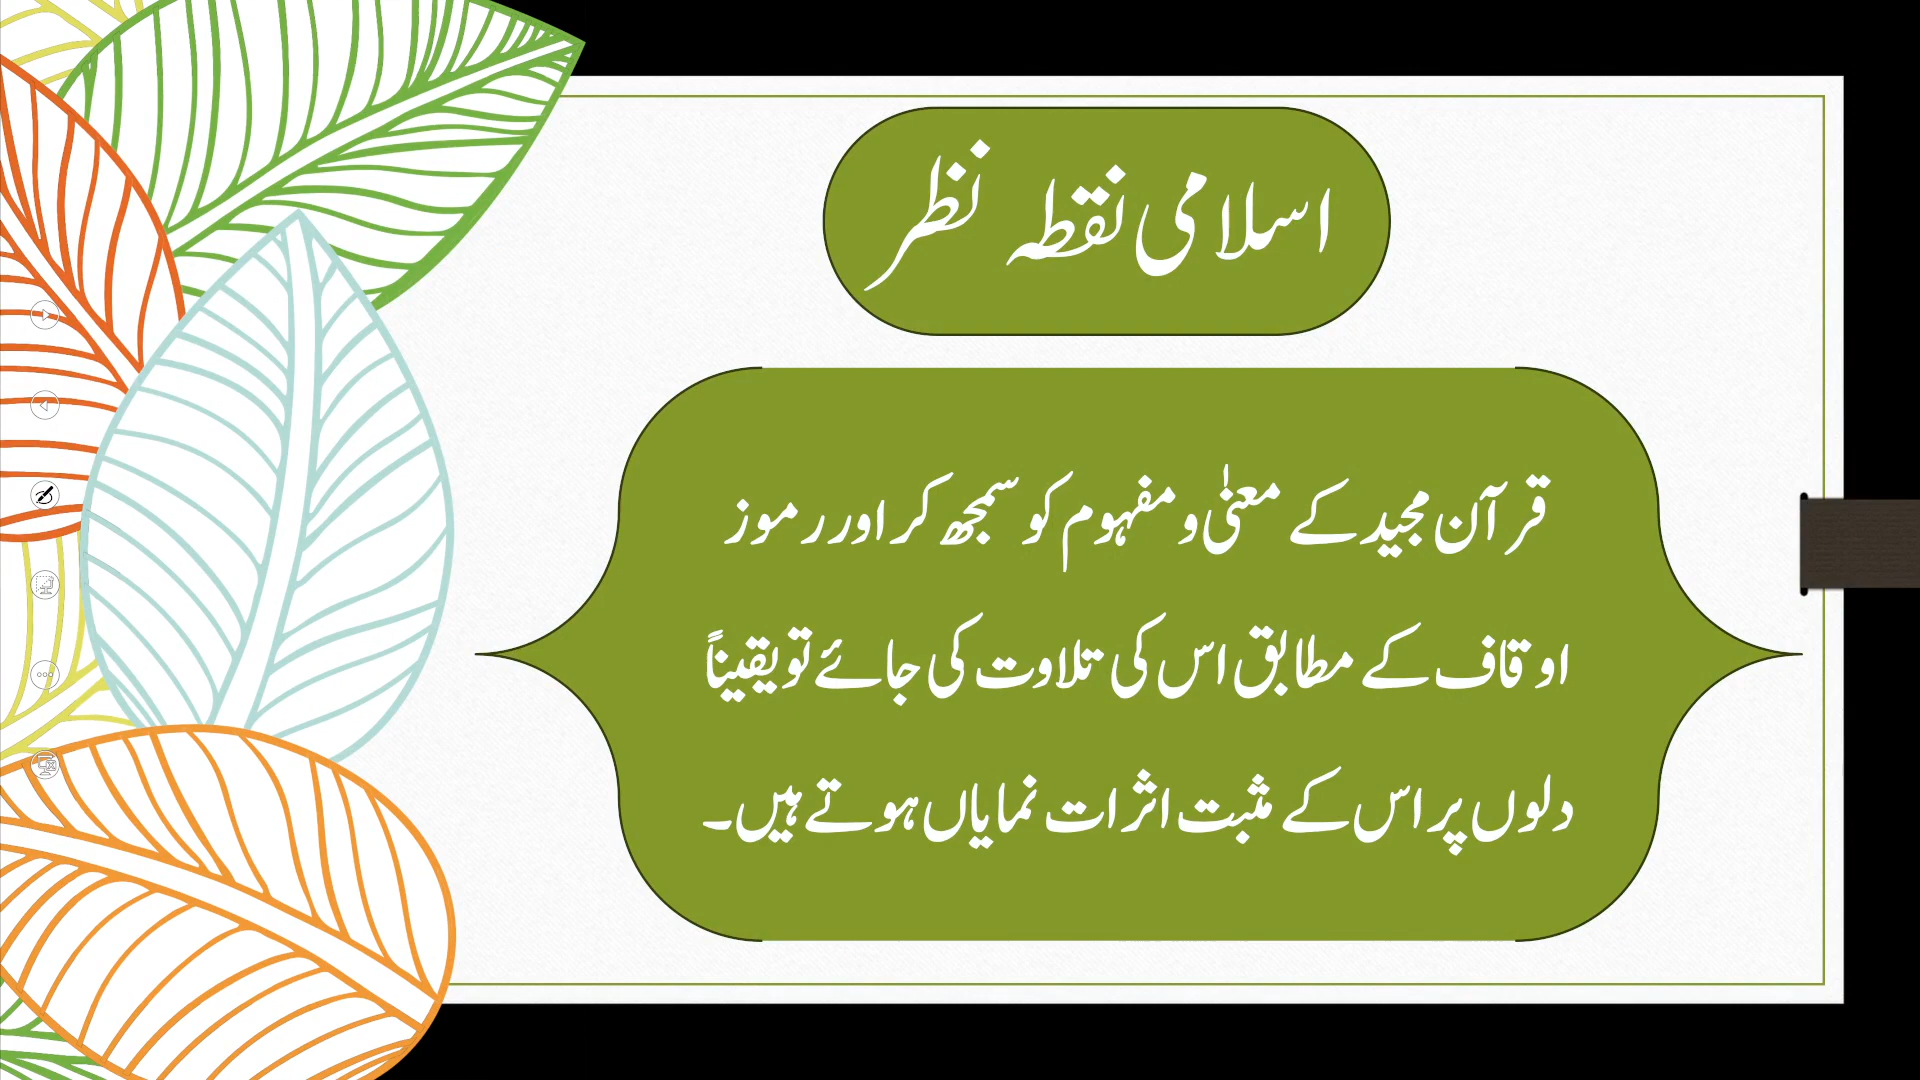 اسلامی نقطہ نظر
قرآن مجید کے معنیٰ و مفہوم کو سمجھ کر اور رموز
اوقاف کے مطابق اس کی تلاوت کی جائے تو یقیناً
دلوں پر اس کے مثبت اثرات نمایاں ہوتے ہیں۔